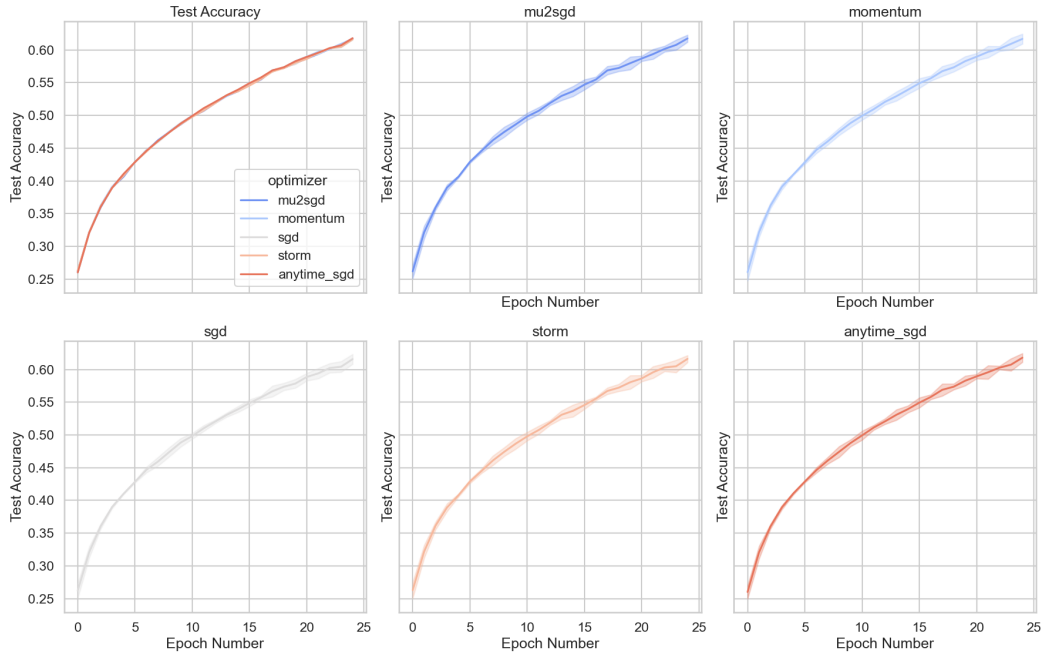 Test Accuracy
mu2sgd
momentum
Test Accuracy
0.60
0.55
0.50
0.45
0.40
0.35
0.30
0.25
optimizer
mu2sgd
momentum
sgd
storm
anytime_sgd
Test Accuracy
Epoch Number
Test Accuracy
Epoch Number
sgd
storm
anytime_sgd
Test Accuracy
0.60
0.55
0.50
0.45
0.40
0.35
0.30
0.25
0 5 10 15 20 25
Epoch Number
Test Accuracy
0 5 10 15 20 25
Epoch Number
Test Accuracy
0 5 10 15 20 25
Epoch Number